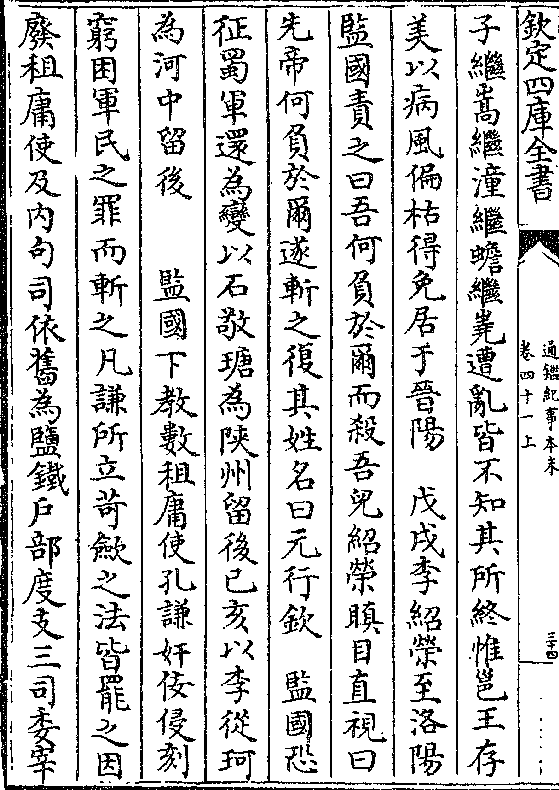 欽定四庫全書
通鑑紀事本末
卷四十一上
三十四
子繼嵩繼潼繼蟾繼嶤遭亂皆不知其所終惟邕王存
美以病風偏枯得免居于晉陽　戊戌李紹榮至洛陽
監國責之曰吾何負於爾而殺吾兒紹榮瞋目直視曰
先帝何負於爾遂斬之復其姓名曰元行欽　監國恐
征蜀軍還為變以石敬瑭為陝州留後己亥以李從珂
為河中留後　監國下教數租庸使孔謙奸佞侵刻
窮困軍民之罪而斬之凡謙所立苛斂之法皆罷之因
廢租庸使及内句司依舊為鹽鐵户部度支三司委宰